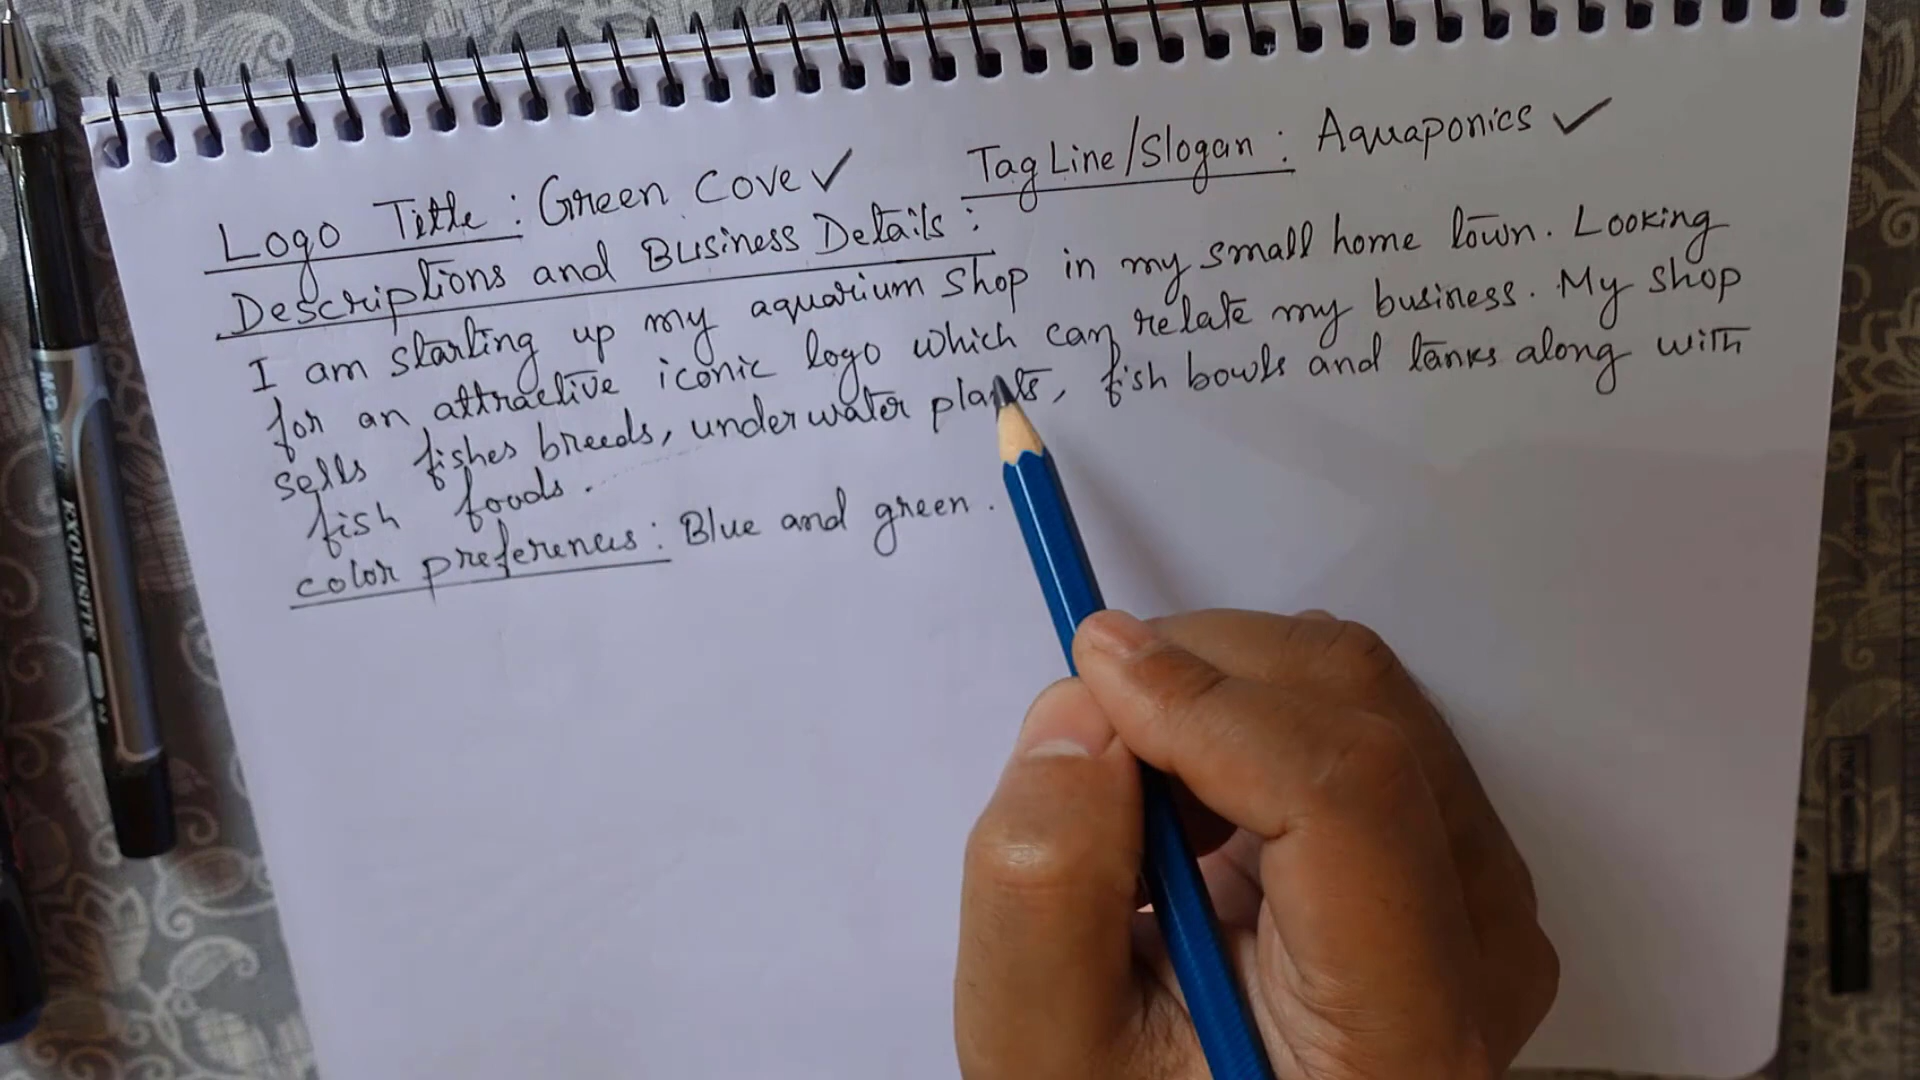 Logo Title : Green Cove ✓ Tag Line/Slogan : Aquaponics ✓
Descriptions and Business Details :
I am starting up my aquarium shop in my small home town. Looking
for an attractive iconic logo which can relate my business. My shop
sells fishes breeds, underwater plants, fish bowls and tanks along with
fish foods.
color preferences : Blue and green.
EXQUISITE